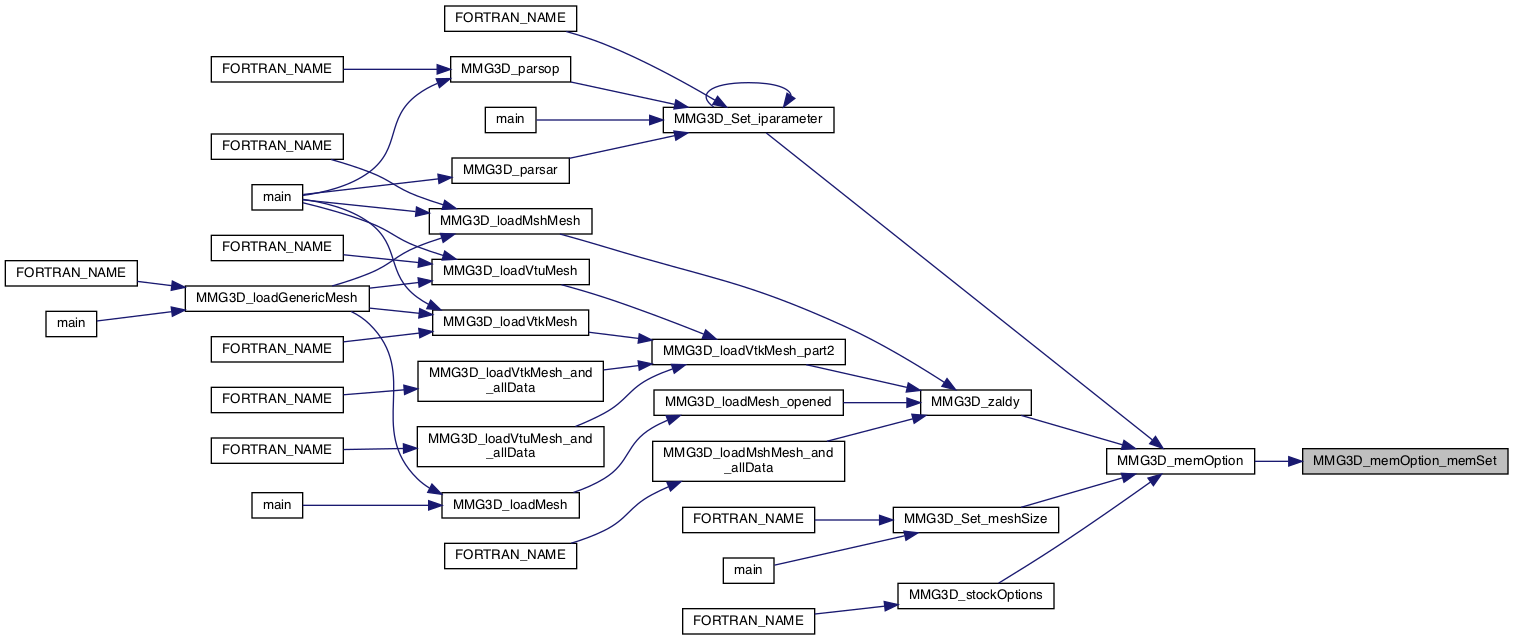 FORTRAN_NAME
FORTRAN_NAME
MMG3D_parsop
main
MMG3D_Set_iparameter
FORTRAN_NAME
MMG3D_parsar
main
MMG3D_loadMshMesh
FORTRAN_NAME
FORTRAN_NAME
MMG3D_loadVtuMesh
MMG3D_loadGenericMesh
main
MMG3D_loadVtkMesh
FORTRAN_NAME
MMG3D_loadVtkMesh_part2
MMG3D_loadVtkMesh_and
_allData
FORTRAN_NAME
MMG3D_loadMesh_opened
MMG3D_zaldy
FORTRAN_NAME
MMG3D_loadVtuMesh_and
_allData
MMG3D_loadMshMesh_and
_allData
MMG3D_memOption
MMG3D_memOption_memSet
main
MMG3D_loadMesh
FORTRAN_NAME
MMG3D_Set_meshSize
FORTRAN_NAME
main
MMG3D_stockOptions
FORTRAN_NAME